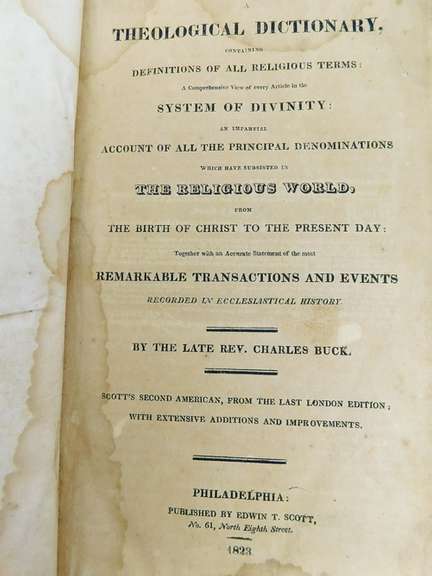 A
THEOLOGICAL DICTIONARY,
CONTAINING
DEFINITIONS OF ALL RELIGIOUS TERMS:
A Comprehensive View of every Article in the
SYSTEM OF DIVINITY:
AN IMPARTIAL
ACCOUNT OF ALL THE PRINCIPAL DENOMINATIONS
WHICH HAVE SUBSISTED IN
THE RELIGIOUS WORLD,
FROM
THE BIRTH OF CHRIST TO THE PRESENT DAY:
Together with an Accurate Statement of the most
REMARKABLE TRANSACTIONS AND EVENTS
RECORDED IN ECCLESIASTICAL HISTORY.
BY THE LATE REV. CHARLES BUCK.
SCOTT'S SECOND AMERICAN, FROM THE LAST LONDON EDITION;
WITH EXTENSIVE ADDITIONS AND IMPROVEMENTS.
PHILADELPHIA:
PUBLISHED BY EDWIN T. SCOTT,
No. 61, North Eighth Street.
1823